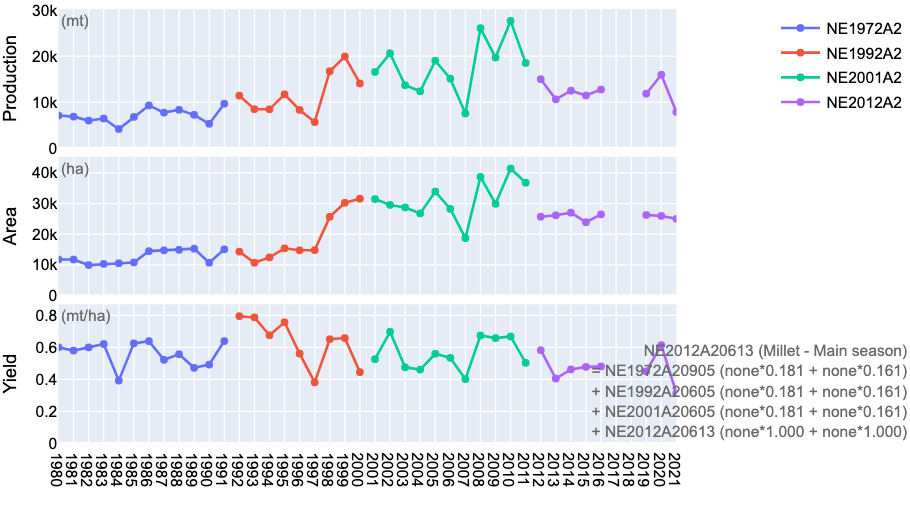 30k
(mt)
20k
10k
0
Production
NE1972A2
NE1992A2
NE2001A2
NE2012A2
(ha)
40k
30k
20k
10k
0
Area
(mt/ha)
0.8
0.6
0.4
0.2
0
Yield
NE2012A20613 (Millet - Main season)
= NE1972A20905 (none*0.181 + none*0.161)
+ NE1992A20605 (none*0.181 + none*0.161)
+ NE2001A20605 (none*0.181 + none*0.161)
+ NE2012A20613 (none*1.000 + none*1.000)
1980
1981
1982
1983
1984
1985
1986
1987
1988
1989
1990
1991
1992
1993
1994
1995
1996
1997
1998
1999
2000
2001
2002
2003
2004
2005
2006
2007
2008
2009
2010
2011
2012
2013
2014
2015
2016
2017
2018
2019
2020
2021